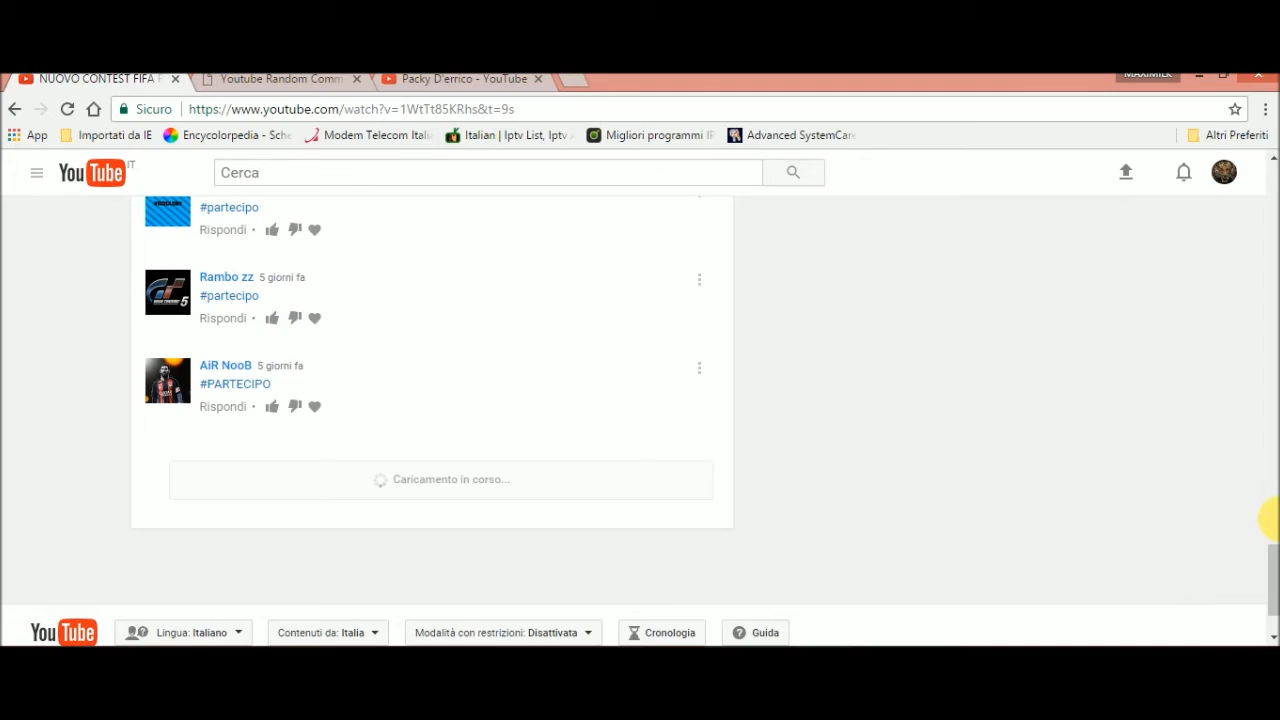 NUOVO CONTEST FIFA
Youtube Random Comm
Packy D'errico - YouTube
MAXIMILK
Sicuro
https://www.youtube.com/watch?v=1WtTt85KRhs&t=9s
App
Importati da IE
Encycolorpedia - Sche
Modem Telecom Itali
Italian | Iptv List, Iptv
Migliori programmi
Advanced SystemCare
Altri Preferiti
YouTube IT
Cerca
#partecipo
Rispondi •
Rambo zz 5 giorni fa
#partecipo
Rispondi •
AiR NooB 5 giorni fa
#PARTECIPO
Rispondi •
Caricamento in corso...
YouTube
Lingua: Italiano
Contenuti da: Italia
Modalità con restrizioni: Disattivata
Cronologia
Guida